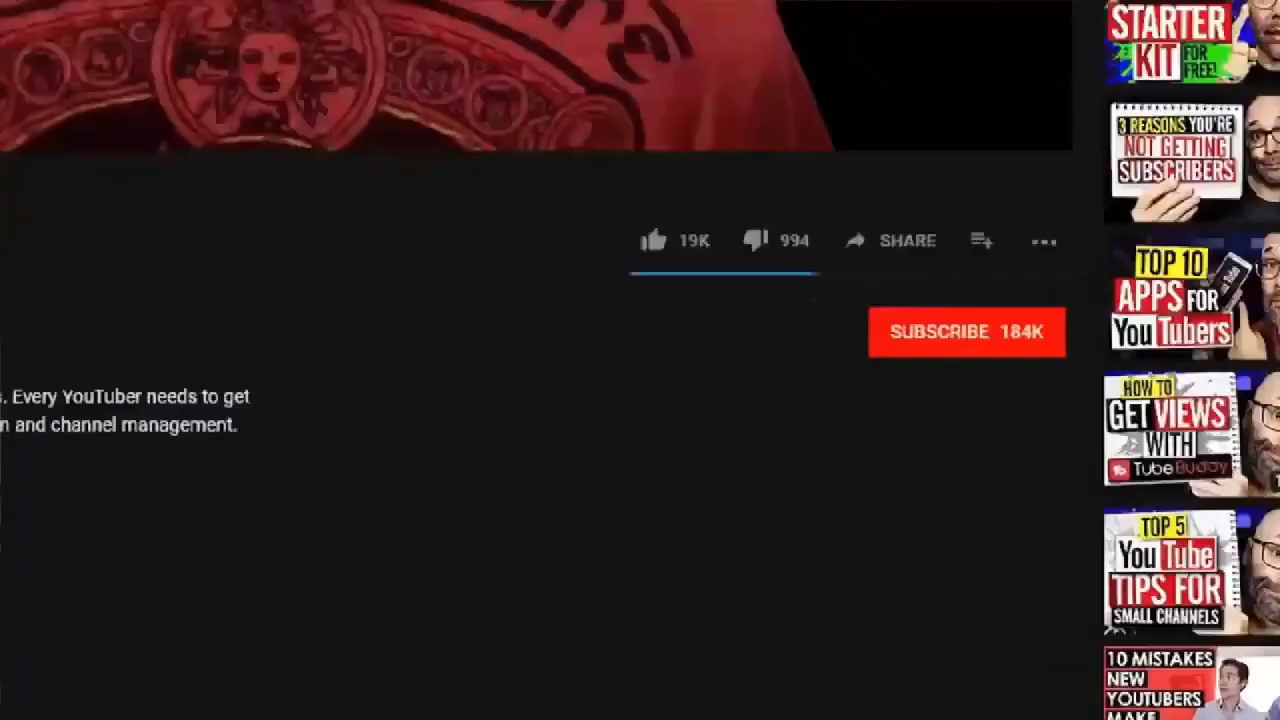 STARTER
KIT FOR FREE!
3 REASONS YOU'RE
NOT GETTING
SUBSCRIBERS
19K 994 SHARE
TOP 10
APPS FOR
YouTubers
SUBSCRIBE 184K
. Every YouTuber needs to get
n and channel management.
HOW TO
GET VIEWS
WITH
TubeBuddy
TOP 5
YouTube
TIPS FOR
SMALL CHANNELS
10 MISTAKES
NEW
YOUTUBERS
MAKE